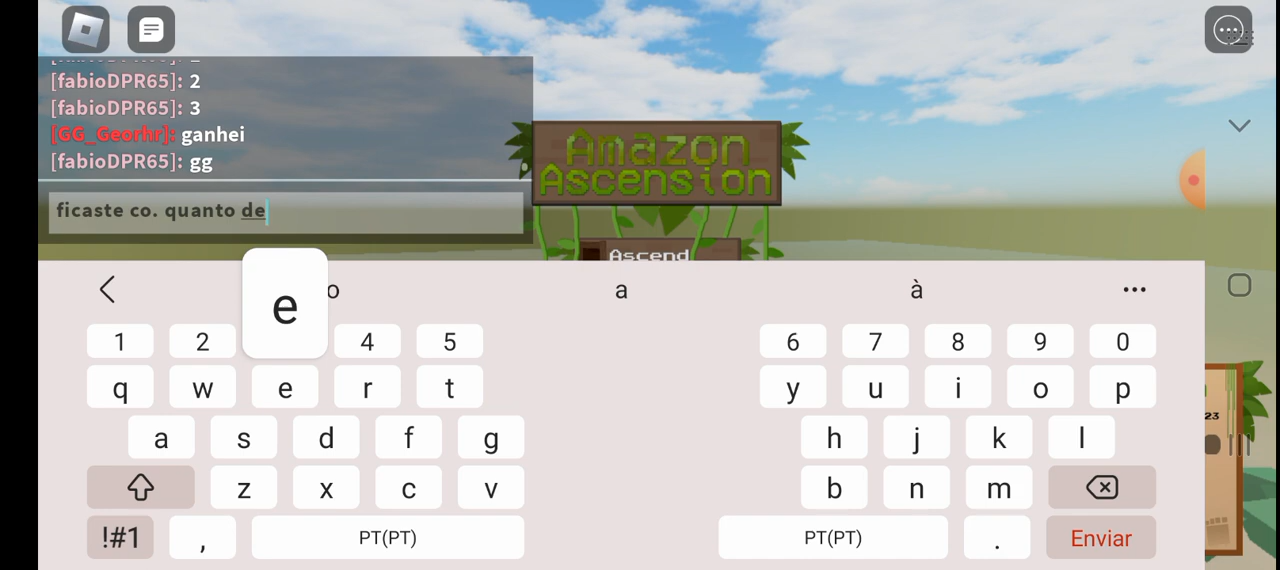 [fabioDPR65]: 2
[fabioDPR65]: 3
[GG_Georhr]: ganhei
[fabioDPR65]: gg
ficaste co. quanto de
Amazon
Ascension
Ascend
e
o a à
1 2 4 5 6 7 8 9 0
q w e r t y u i o p
a s d f g h j k l
z x c v b n m
!#1 , PT(PT) PT(PT) . Enviar
23